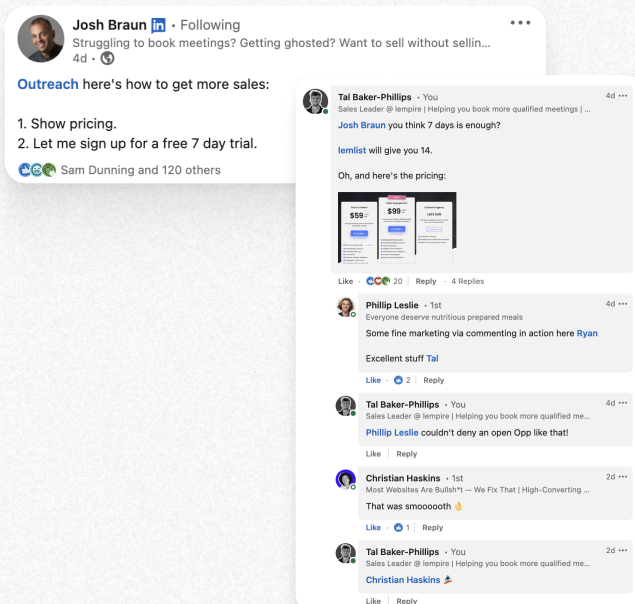 Josh Braun in • Following
Struggling to book meetings? Getting ghosted? Want to sell without sellin...
4d •
Outreach here's how to get more sales:
1. Show pricing.
2. Let me sign up for a free 7 day trial.
Sam Dunning and 120 others
Tal Baker-Phillips • You
4d
Sales Leader @ lempire | Helping you book more qualified meetings | ...
Josh Braun you think 7 days is enough?
lemlist will give you 14.
Oh, and here's the pricing:
$59
$99
Like · 20 | Reply · 4 Replies
Phillip Leslie • 1st
4d
Everyone deserve nutritious prepared meals
Some fine marketing via commenting in action here Ryan
Excellent stuff Tal
Like · 2 | Reply
Tal Baker-Phillips • You
4d
Sales Leader @ lempire | Helping you book more qualified me...
Phillip Leslie couldn't deny an open Opp like that!
Like | Reply
Christian Haskins • 1st
2d
Most Websites Are Bullsh*t — We Fix That | High-Converting ...
That was smoooooth 👌
Like · 1 | Reply
Tal Baker-Phillips • You
2d
Sales Leader @ lempire | Helping you book more qualified me...
Christian Haskins
Like | Reply